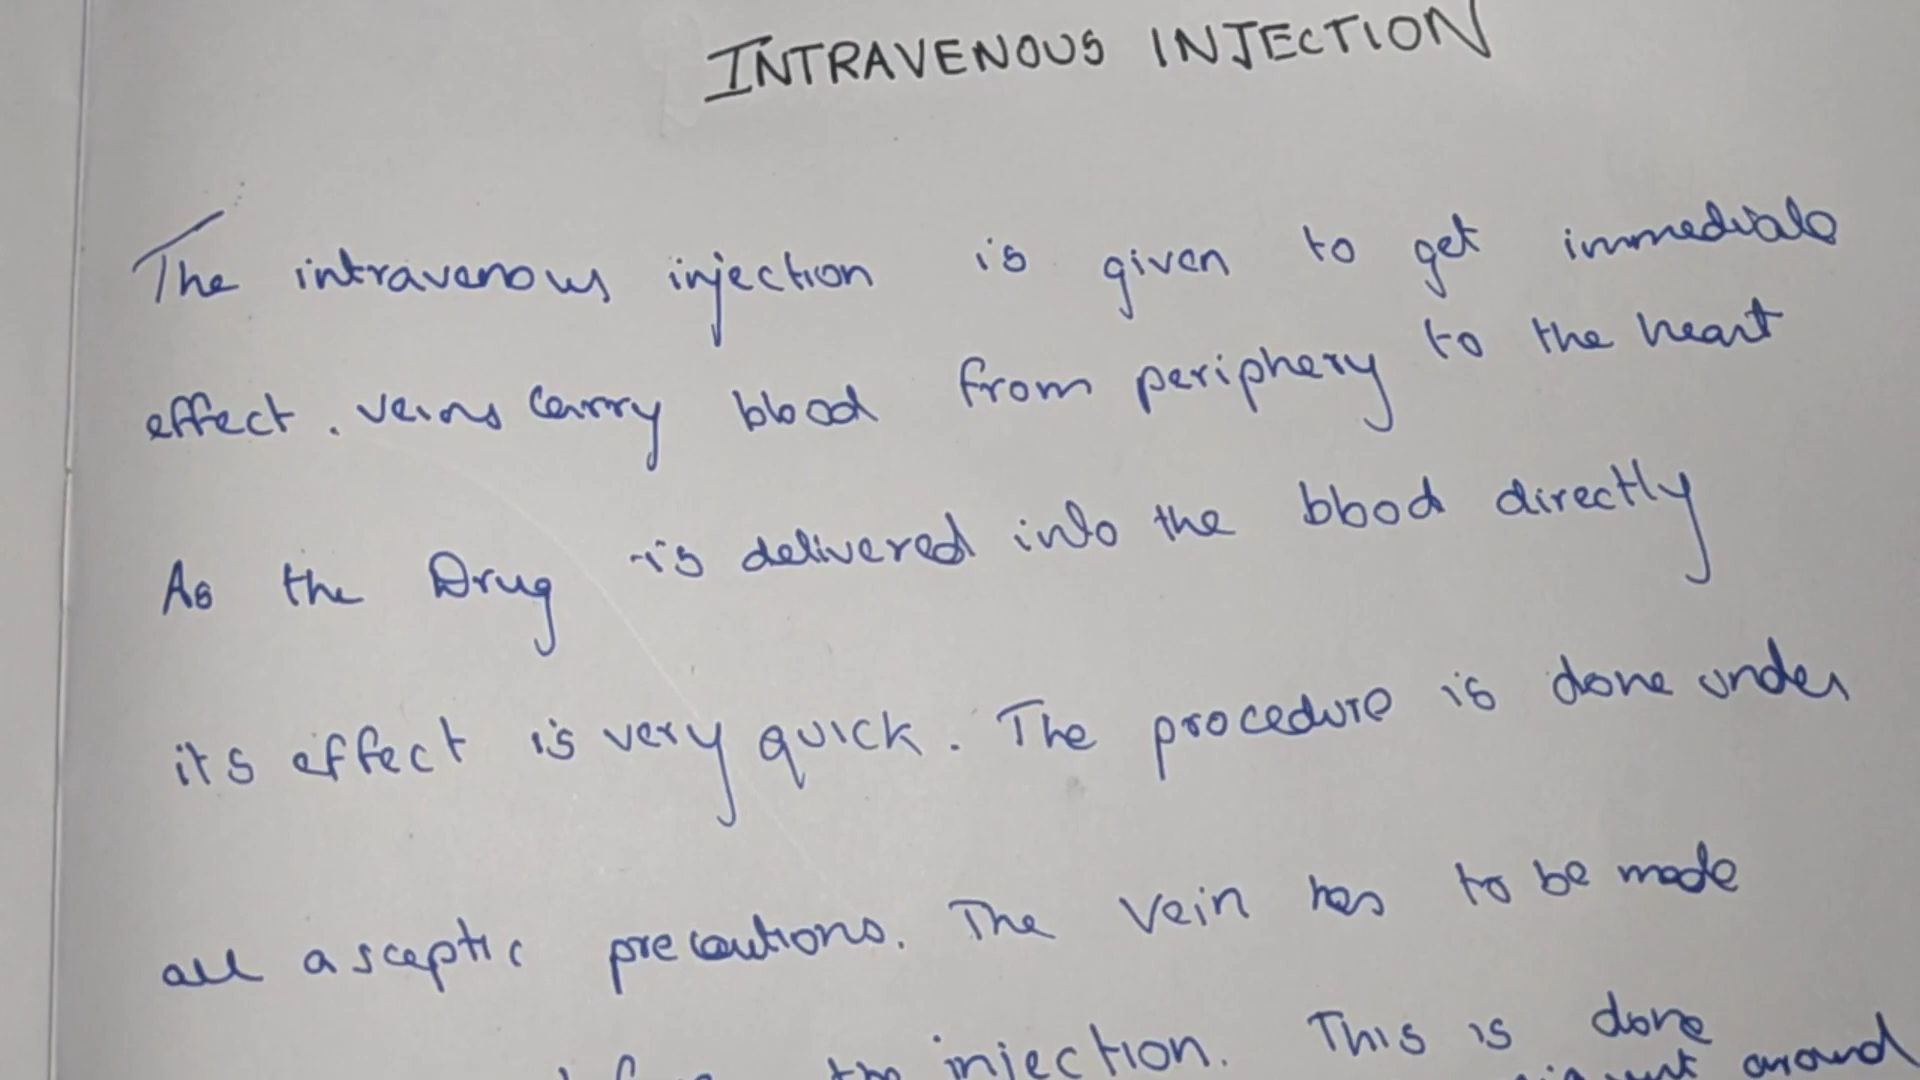 INTRAVENOUS INJECTION
The intravenous injection is given to get immediate
effect. veins carry blood from periphery to the heart
As the Drug is delivered into the blood directly
its effect is very quick. The procedure is done under
all asceptic precautions. The Vein has to be made
the injection. This is done
around